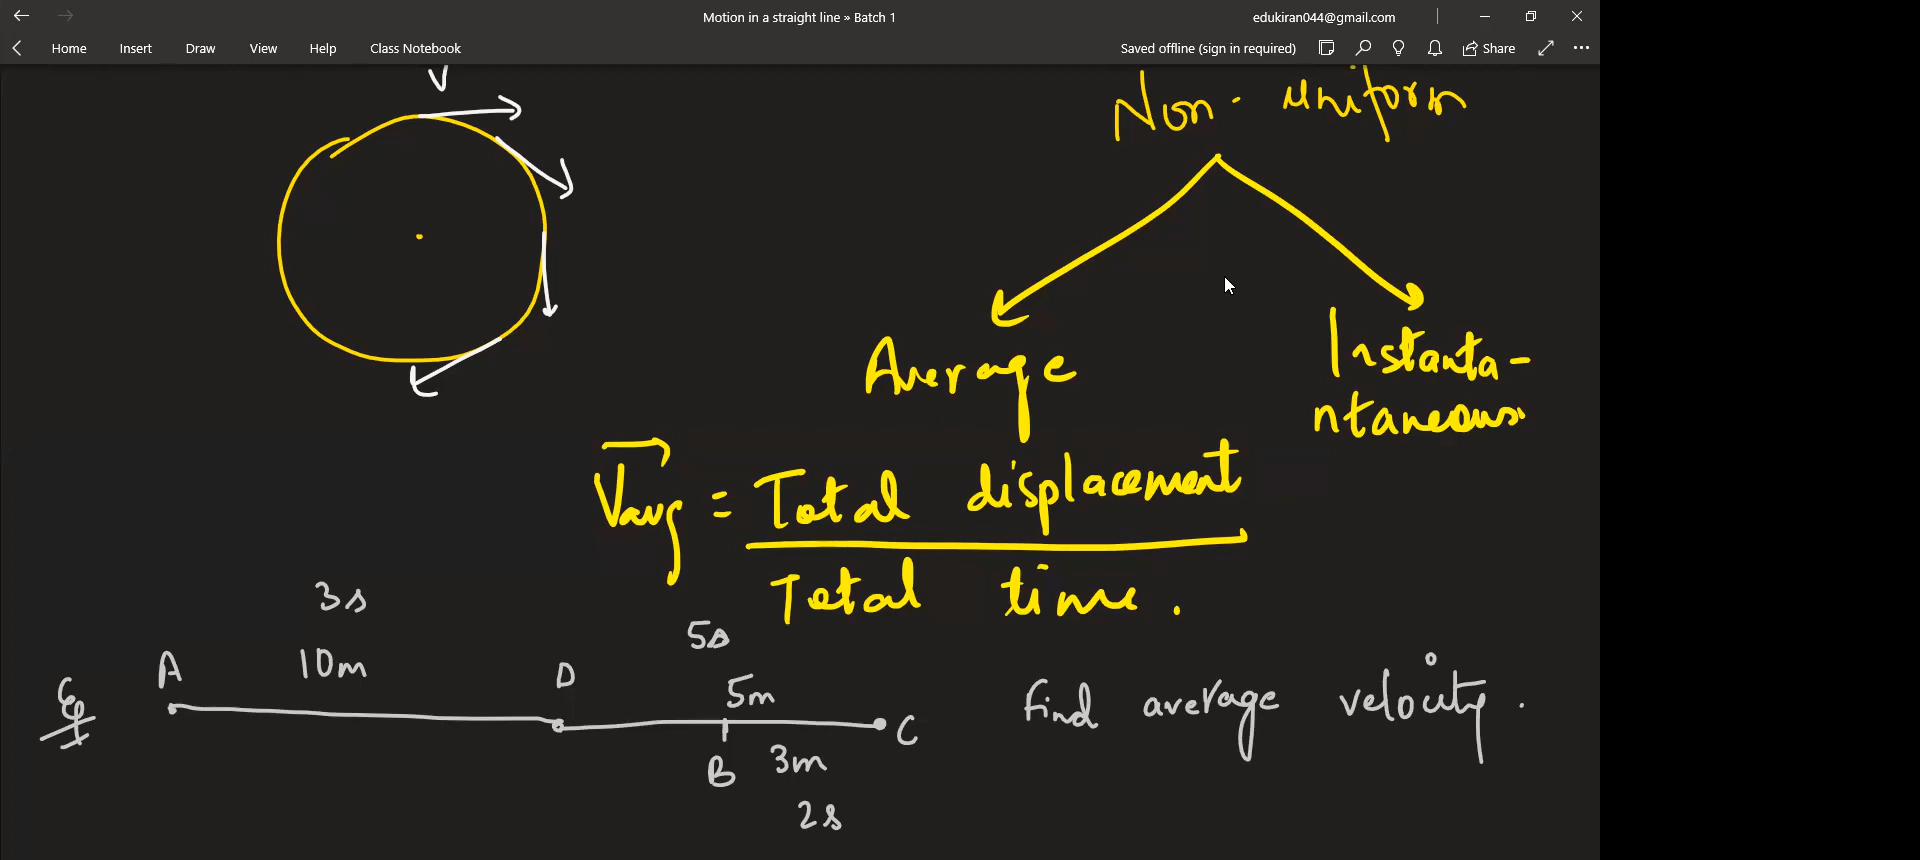 Motion in a straight line » Batch 1
edukiran044@gmail.com
Home Insert Draw View Help Class Notebook
Saved offline (sign in required) Share
V
Non-uniform
Average
Instanta-
ntaneous.
Vavg = Total displacement
Total time.
3s
10m
5s
5m
Eg
A
D
B
C
3m
2s
Find average velocity.